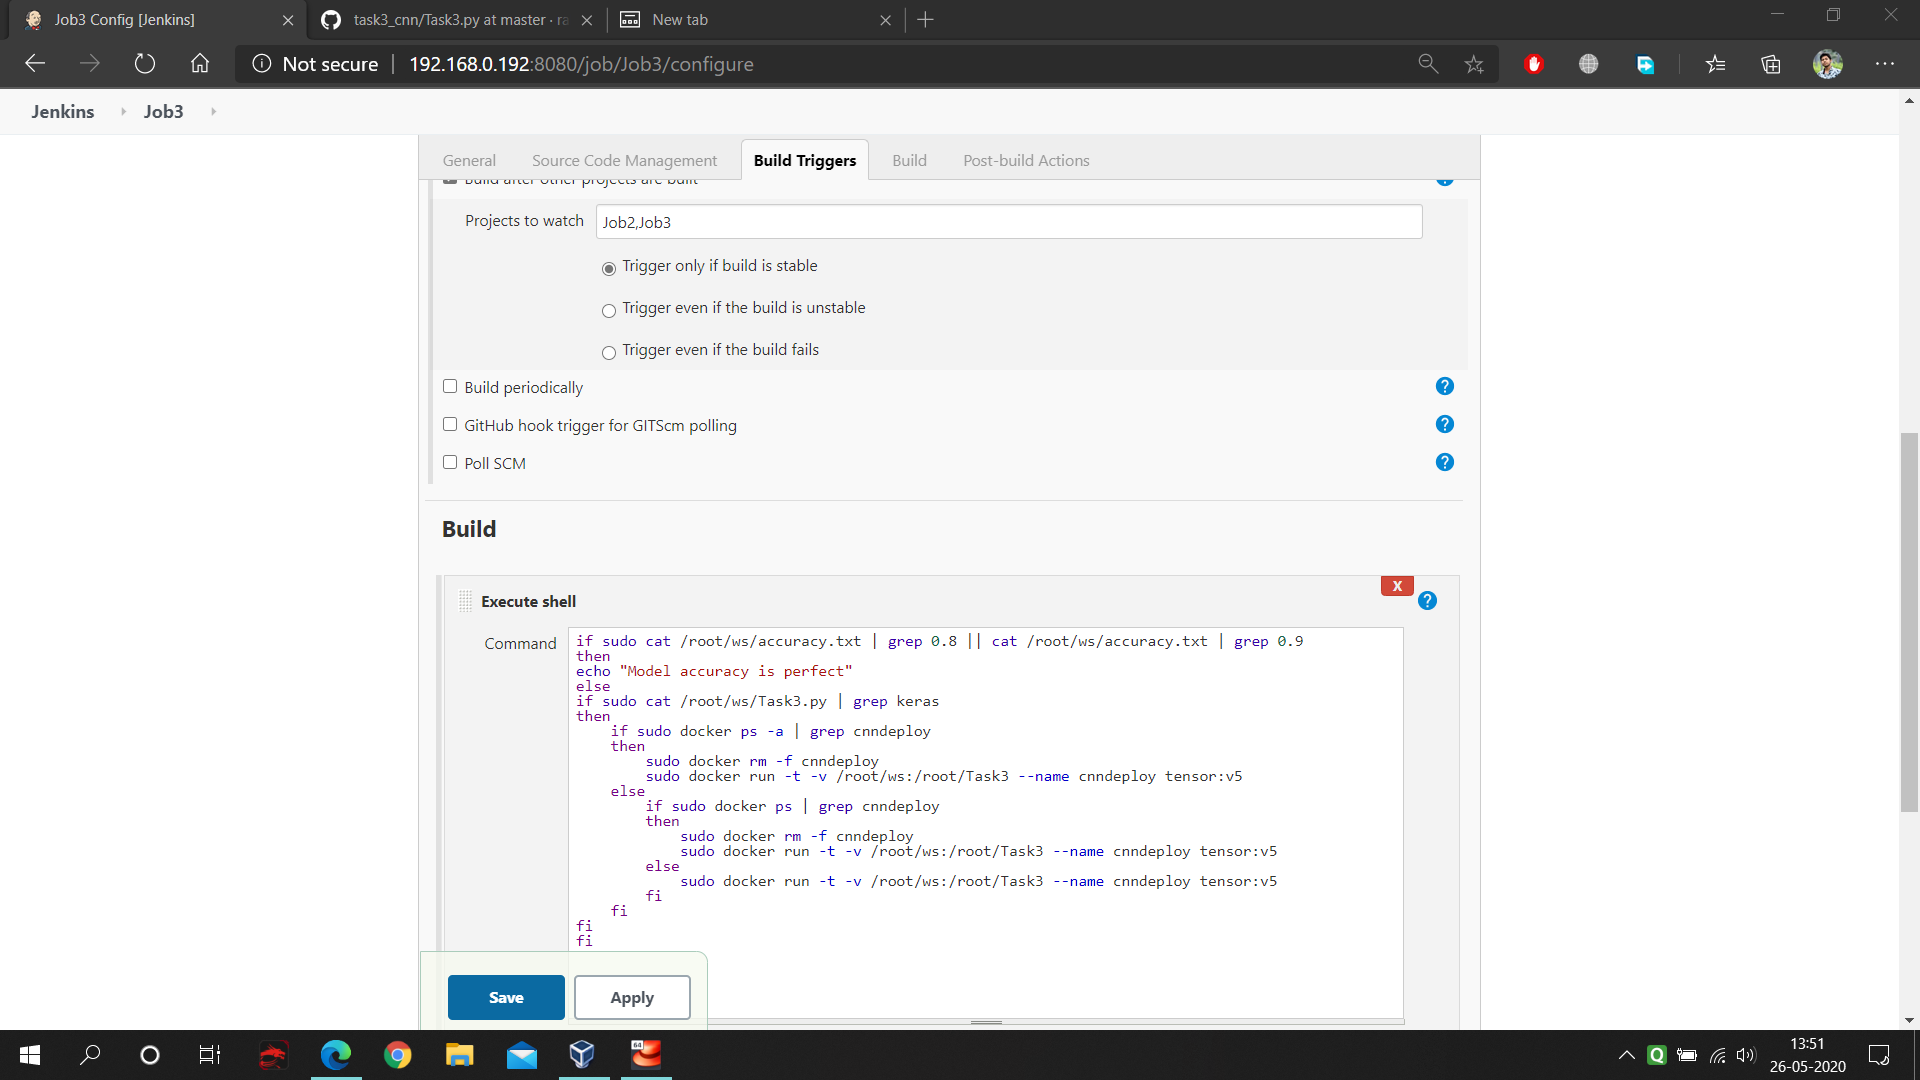 Job3 Config [Jenkins]
task3_cnn/Task3.py at master · ra
New tab
Not secure
192.168.0.192:8080/job/Job3/configure
Jenkins
Job3
General
Source Code Management
Build Triggers
Build
Post-build Actions
Build after other projects are built
Projects to watch
Job2,Job3
Trigger only if build is stable
Trigger even if the build is unstable
Trigger even if the build fails
Build periodically
?
GitHub hook trigger for GITScm polling
?
Poll SCM
?
Build
X
Execute shell
?
Command
if sudo cat /root/ws/accuracy.txt | grep 0.8 || cat /root/ws/accuracy.txt | grep 0.9
then
echo "Model accuracy is perfect"
else
if sudo cat /root/ws/Task3.py | grep keras
then
if sudo docker ps -a | grep cnndeploy
then
sudo docker rm -f cnndeploy
sudo docker run -t -v /root/ws:/root/Task3 --name cnndeploy tensor:v5
else
if sudo docker ps | grep cnndeploy
then
sudo docker rm -f cnndeploy
sudo docker run -t -v /root/ws:/root/Task3 --name cnndeploy tensor:v5
else
sudo docker run -t -v /root/ws:/root/Task3 --name cnndeploy tensor:v5
fi
fi
fi
fi
Save
Apply
64
Q
13:51
26-05-2020